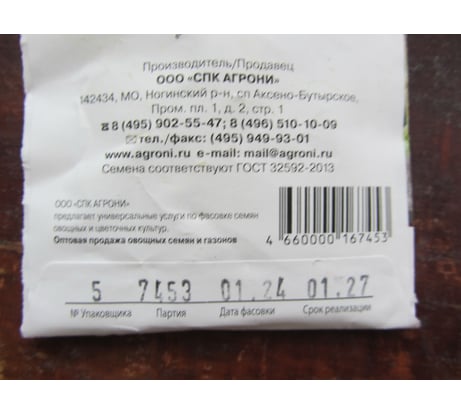 Производитель/Продавец
ООО «СПК АГРОНИ»
142434, МО, Ногинский р-н, сп Аксено-Бутырское,
Пром. пл. 1, д. 2, стр. 1
☎8 (495) 902-55-47; 8 (496) 510-10-09
✉тел./факс: (495) 949-93-01
www.agroni.ru e-mail: mail@agroni.ru
Семена соответствуют ГОСТ 32592-2013
ООО «СПК АГРОНИ»
предлагает универсальные услуги по фасовке семян
овощных и цветочных культур.
Оптовая продажа овощных семян и газонов
4 660000 167453
5 7453 01.24 01.27
№ Упаковщика Партия Дата фасовки Срок реализации